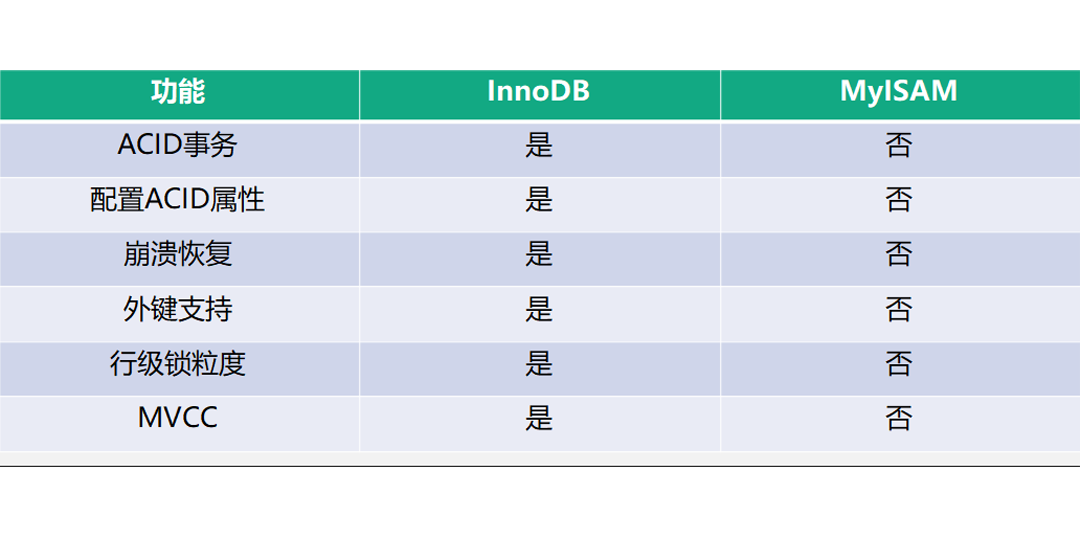 功能 InnoDB MyISAM
ACID事务 是 否
配置ACID属性 是 否
崩溃恢复 是 否
外键支持 是 否
行级锁粒度 是 否
MVCC 是 否